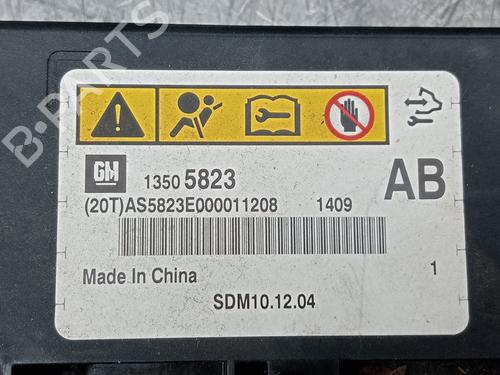 B-PARTS
GM
1350 5823
AB
(20T)AS5823E000011208 1409
Made In China
1
SDM10.12.04